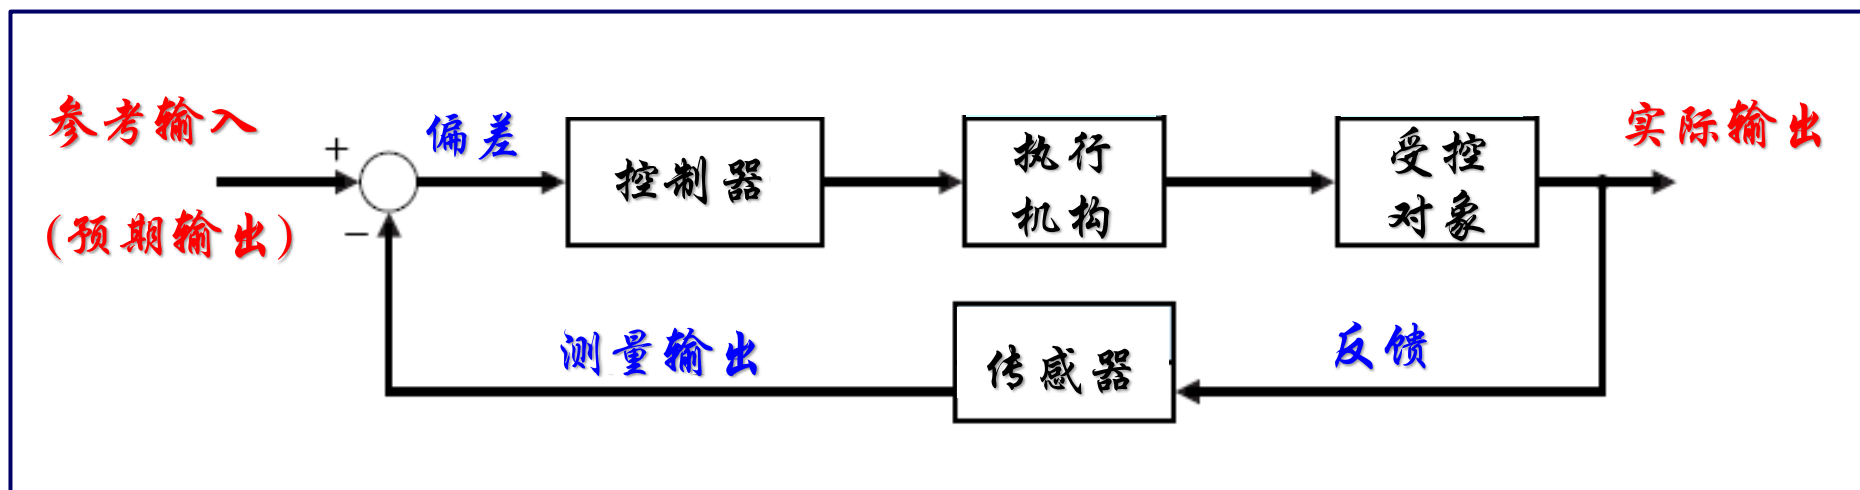 参考输入
(预期输出)
+
−
偏差
控制器
执行
机构
受控
对象
实际输出
测量输出
传感器
反馈